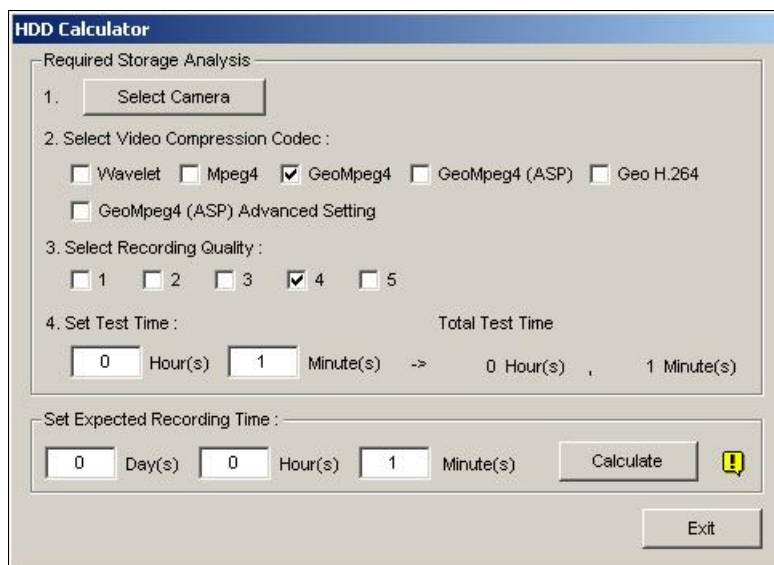 HDD Calculator
Required Storage Analysis
1. Select Camera
2. Select Video Compression Codec :
Wavelet Mpeg4 GeoMpeg4 GeoMpeg4 (ASP) Geo H.264
GeoMpeg4 (ASP) Advanced Setting
3. Select Recording Quality :
1 2 3 4 5
4. Set Test Time : Total Test Time
0 Hour(s) 1 Minute(s) -> 0 Hour(s) , 1 Minute(s)
Set Expected Recording Time :
0 Day(s) 0 Hour(s) 1 Minute(s) Calculate !
Exit